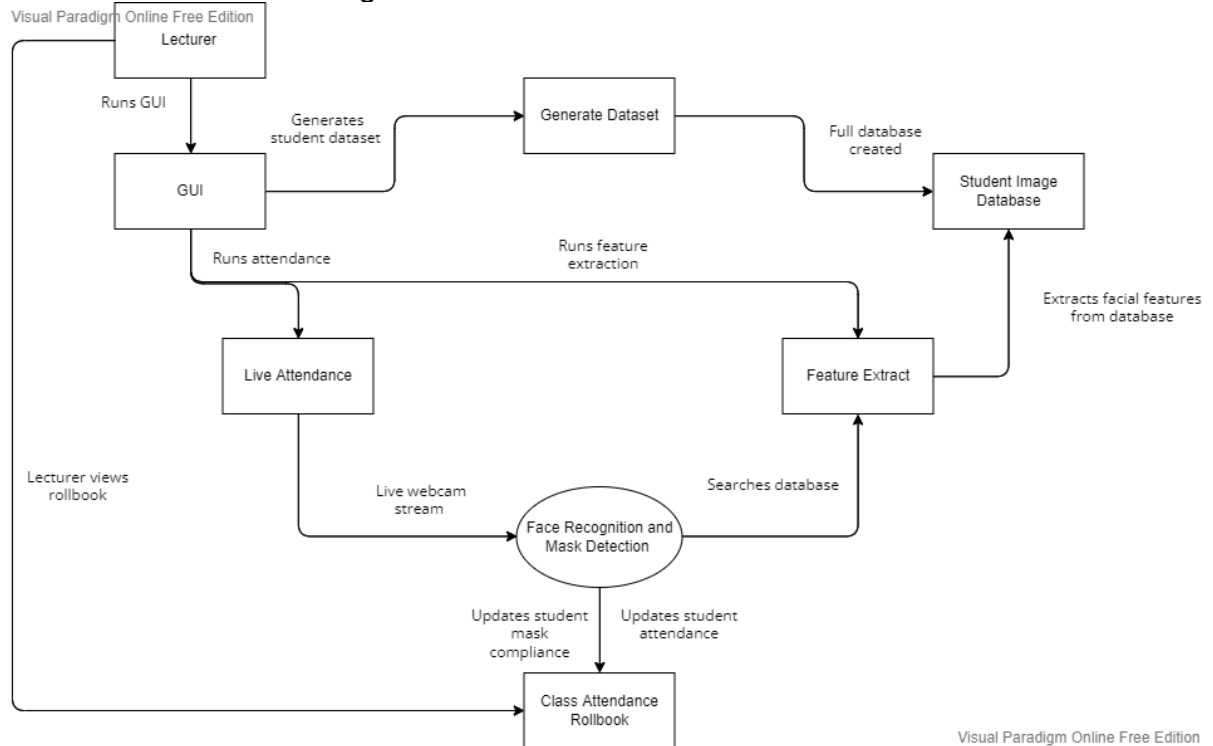 Visual Paradigm Online Free Edition
Lecturer
Runs GUI
Generates
student dataset
Generate Dataset
Full database
created
GUI
Student Image
Database
Runs attendance
Runs feature
extraction
Extracts facial features
from database
Live Attendance
Feature Extract
Lecturer views
rollbook
Live webcam
stream
Searches database
Face Recognition and
Mask Detection
Updates student
mask
compliance
Updates student
attendance
Class Attendance
Rollbook
Visual Paradigm Online Free Edition